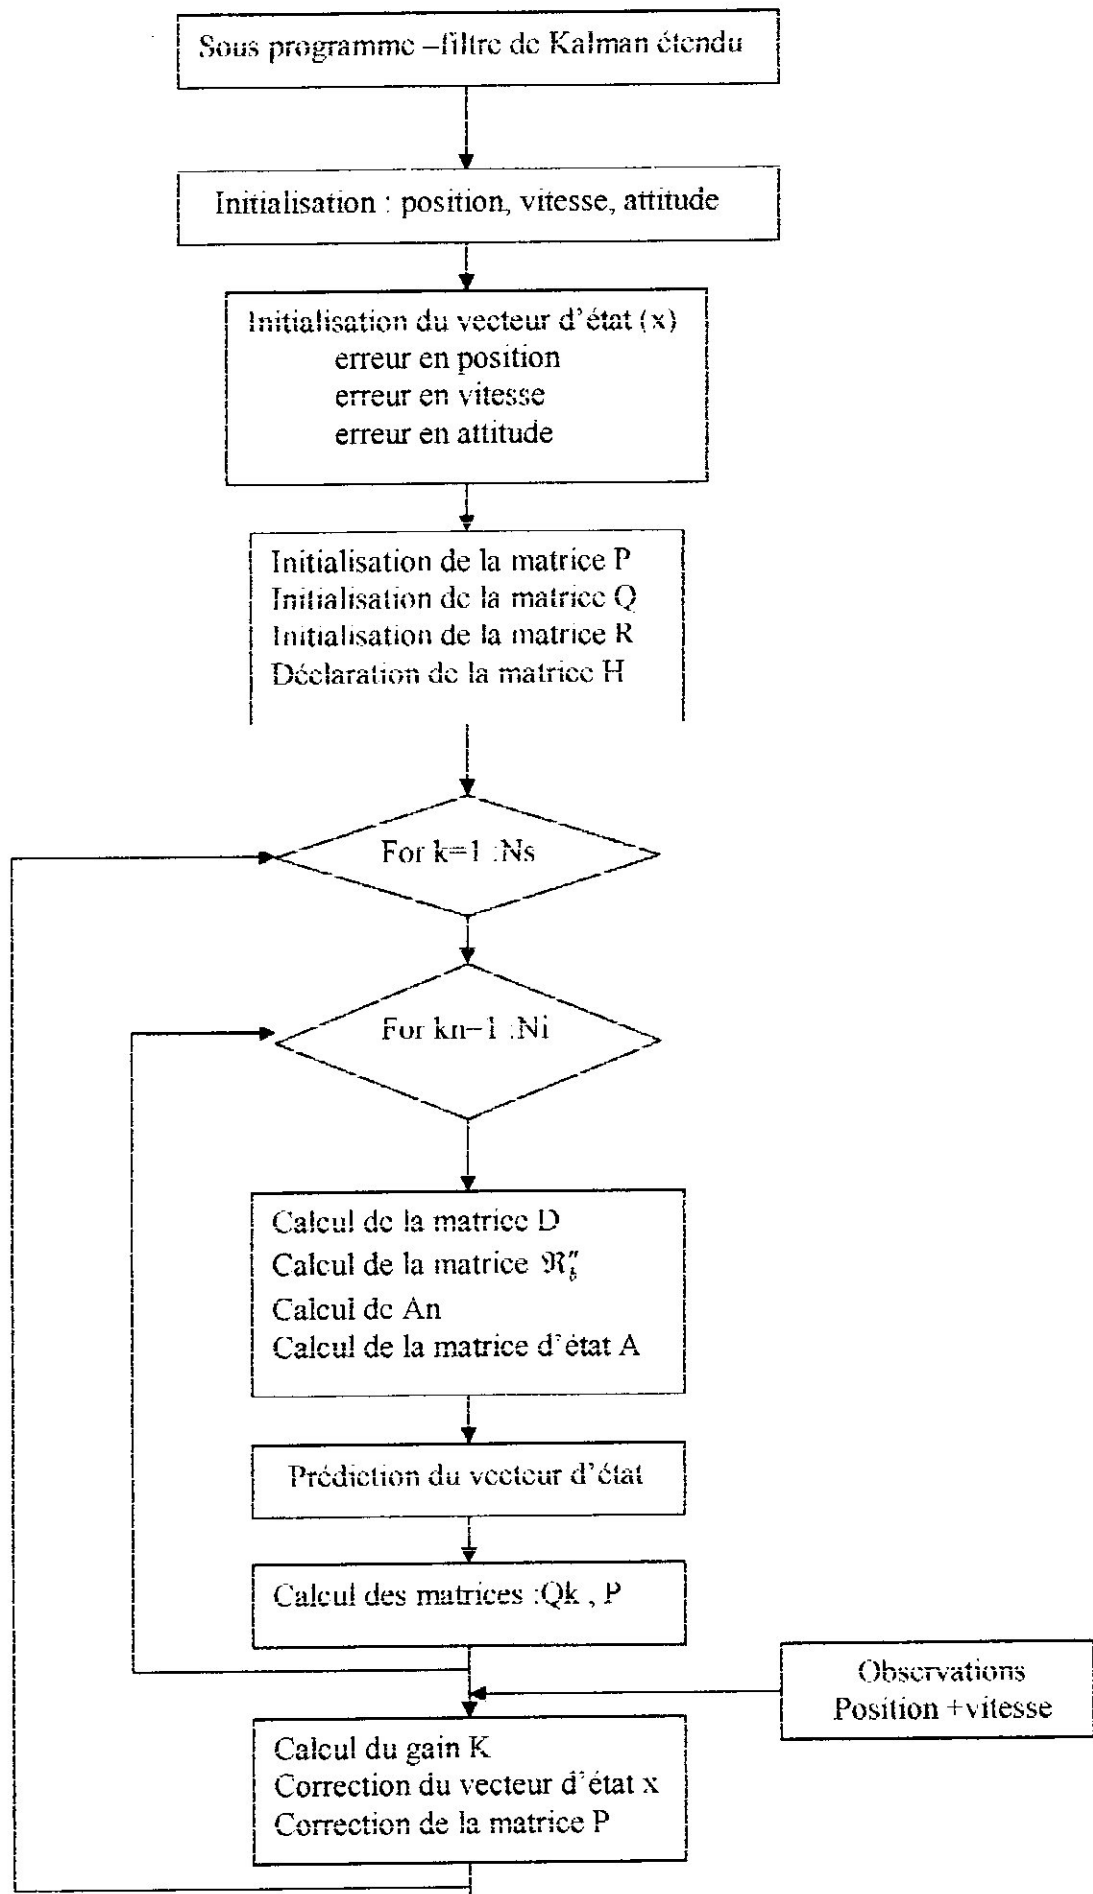 Sous programme –filtre de Kalman étendu
Initialisation : position, vitesse, attitude
Initialisation du vecteur d'état (x)
erreur en position
erreur en vitesse
erreur en attitude
Initialisation de la matrice P
Initialisation de la matrice Q
Initialisation de la matrice R
Déclaration de la matrice H
For k=1 :Ns
For kn=1 :Ni
Calcul de la matrice D
Calcul de la matrice ℜ_b^n
Calcul de An
Calcul de la matrice d'état A
Prédiction du vecteur d'état
Calcul des matrices :Qk , P
Observations
Position +vitesse
Calcul du gain K
Correction du vecteur d'état x
Correction de la matrice P